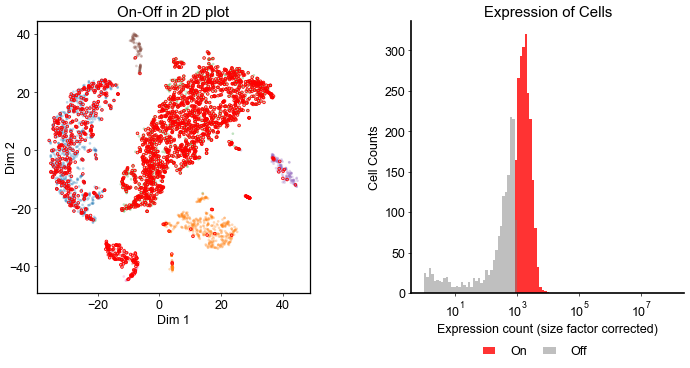 On-Off in 2D plot
Dim 2
40
20
0
−20
−40
−20
0
20
40
Dim 1
Expression of Cells
Cell Counts
300
250
200
150
100
50
0
10^1
10^3
10^5
10^7
Expression count (size factor corrected)
On
Off